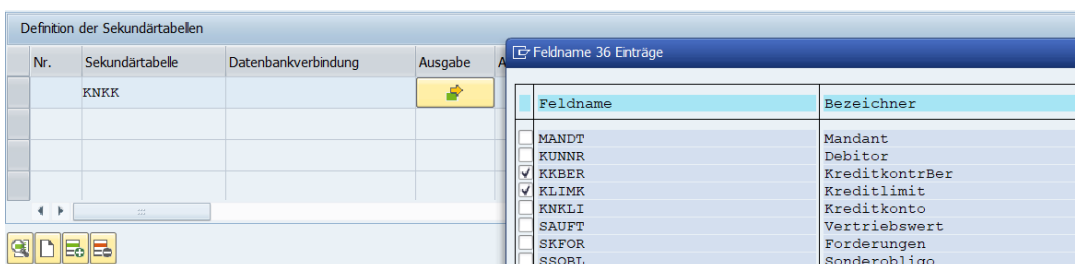 Definition der Sekundärtabellen
Nr. Sekundärtabelle Datenbankverbindung Ausgabe A
KNKK
Feldname 36 Einträge
Feldname Bezeichner
MANDT Mandant
KUNNR Debitor
KKBER KreditkontrBer
KLIMK Kreditlimit
KNKLI Kreditkonto
SAUFT Vertriebswert
SKFOR Forderungen
SSOBL Sonderobligo